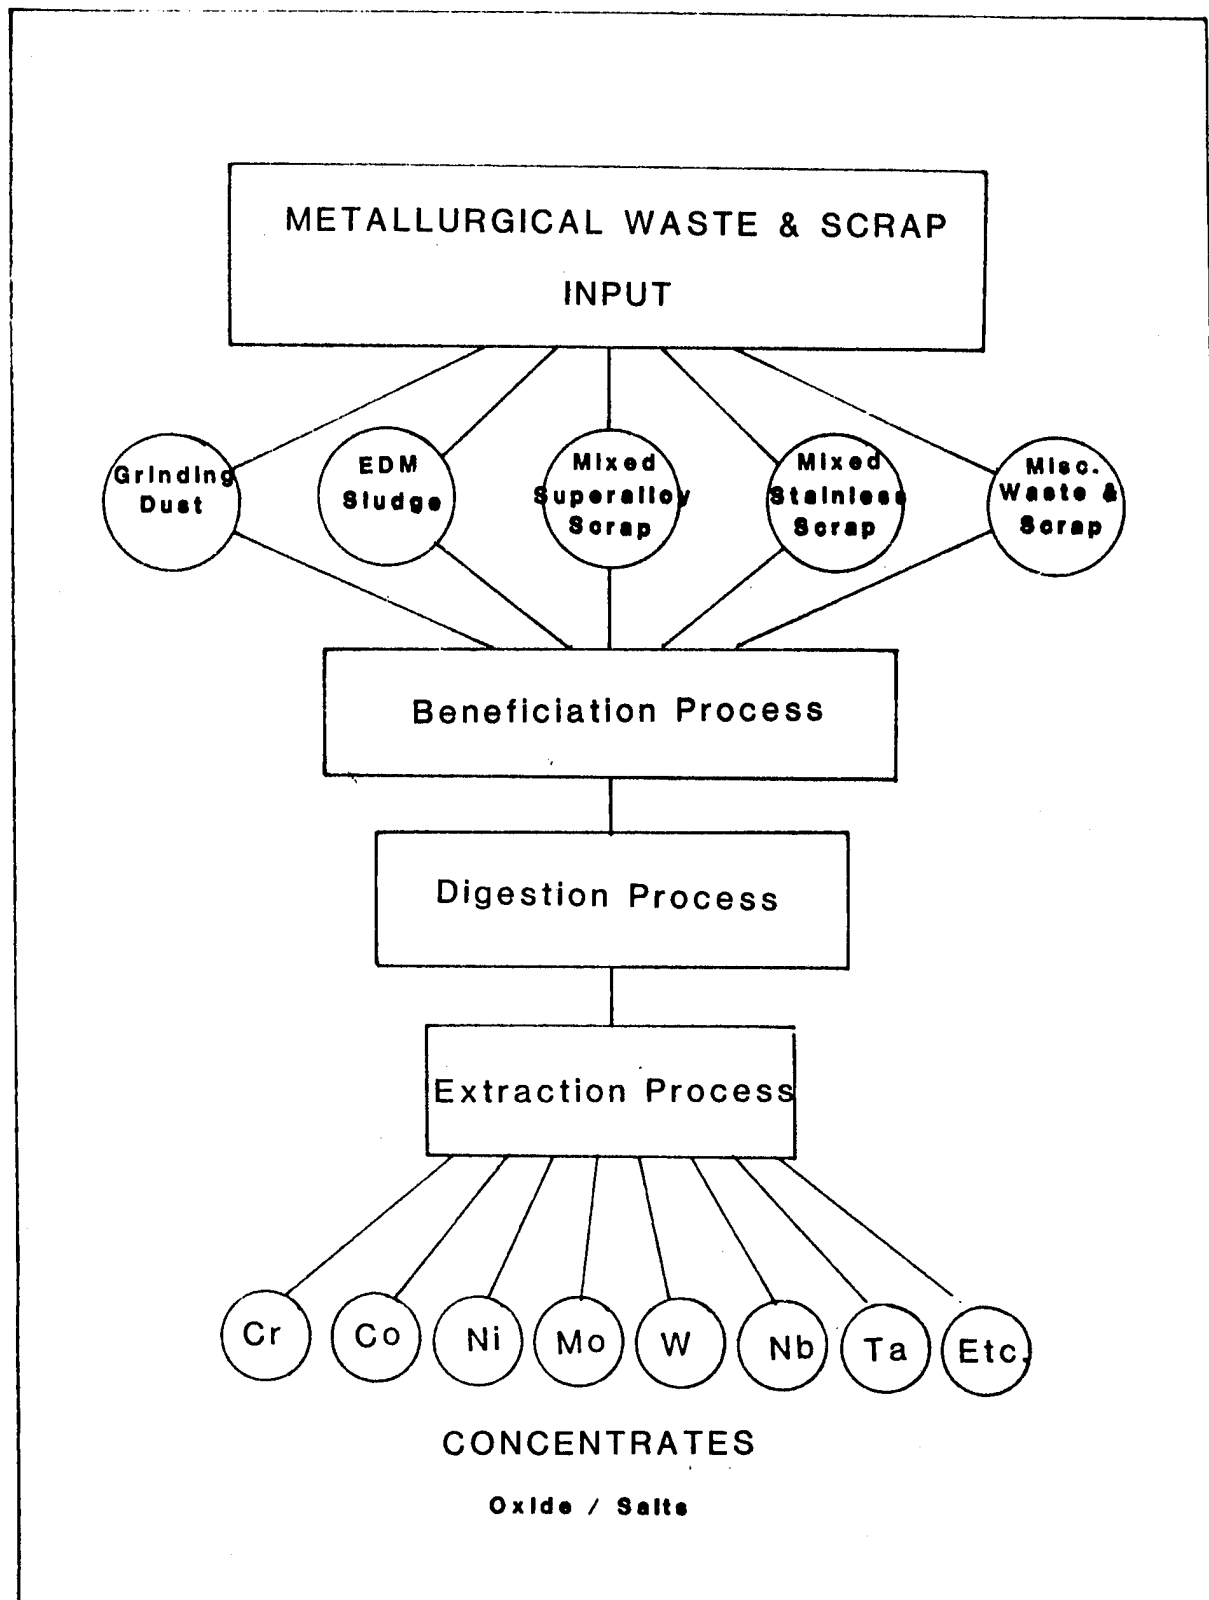 METALLURGICAL WASTE & SCRAP
INPUT
Grinding
Dust
EDM
Sludge
Mixed
Superalloy
Scrap
Mixed
Stainless
Scrap
Misc.
Waste &
Scrap
Beneficiation Process
Digestion Process
Extraction Process
Cr
Co
Ni
Mo
W
Nb
Ta
Etc.
CONCENTRATES
Oxide / Salts